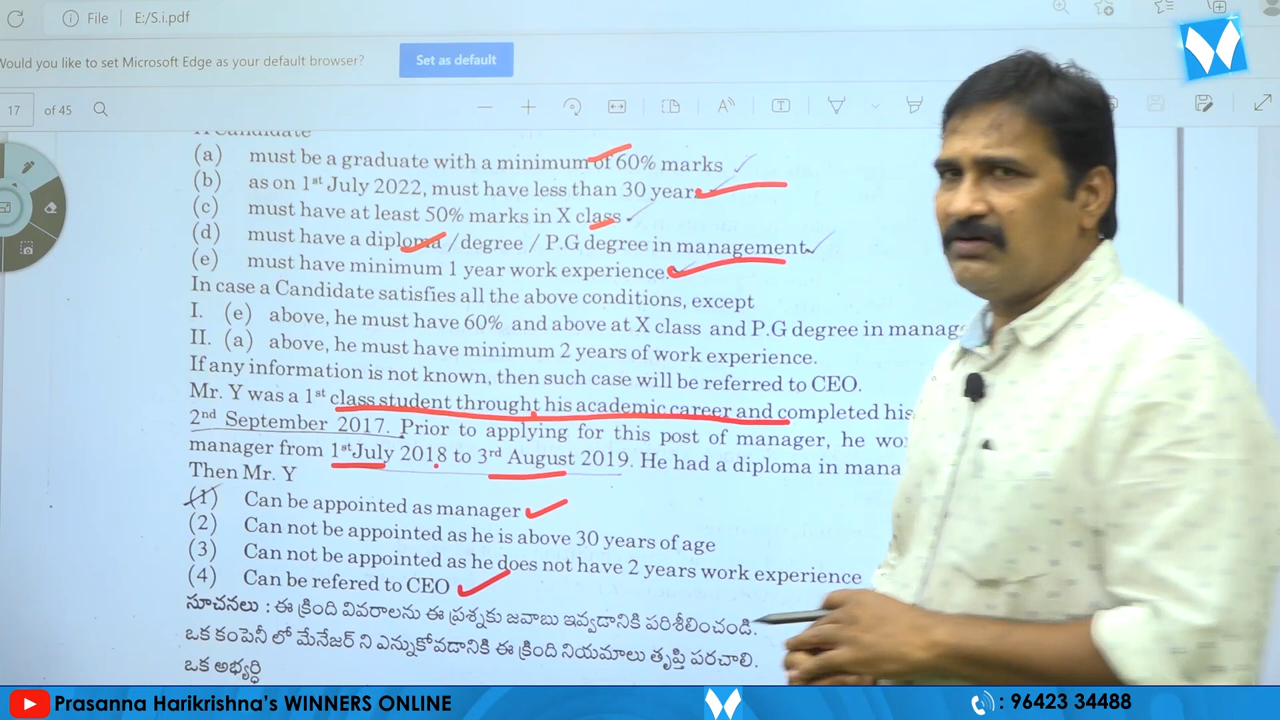 File E:/S.i.pdf
Would you like to set Microsoft Edge as your default browser? Set as default
17 of 45
A Candidate
(a) must be a graduate with a minimum of 60% marks
(b) as on 1st July 2022, must have less than 30 years
(c) must have at least 50% marks in X class
(d) must have a diploma / degree / P.G degree in management.
(e) must have minimum 1 year work experience.
In case a Candidate satisfies all the above conditions, except
I. (e) above, he must have 60% and above at X class and P.G degree in manag
II. (a) above, he must have minimum 2 years of work experience.
If any information is not known, then such case will be referred to CEO.
Mr. Y was a 1st class student throught his academic career and completed his
2nd September 2017. Prior to applying for this post of manager, he wo
manager from 1st July 2018 to 3rd August 2019. He had a diploma in mana
Then Mr. Y
(1) Can be appointed as manager
(2) Can not be appointed as he is above 30 years of age
(3) Can not be appointed as he does not have 2 years work experience
(4) Can be refered to CEO
సూచనలు : ఈ క్రింది వివరాలను ఈ ప్రశ్నకు జవాబు ఇవ్వడానికి పరిశీలించండి.
ఒక కంపెనీ లో మేనేజర్ ని ఎన్నుకోవడానికి ఈ క్రింది నియమాలు తృప్తి పరచాలి.
ఒక అభ్యర్ధి
Prasanna Harikrishna's WINNERS ONLINE
: 96423 34488